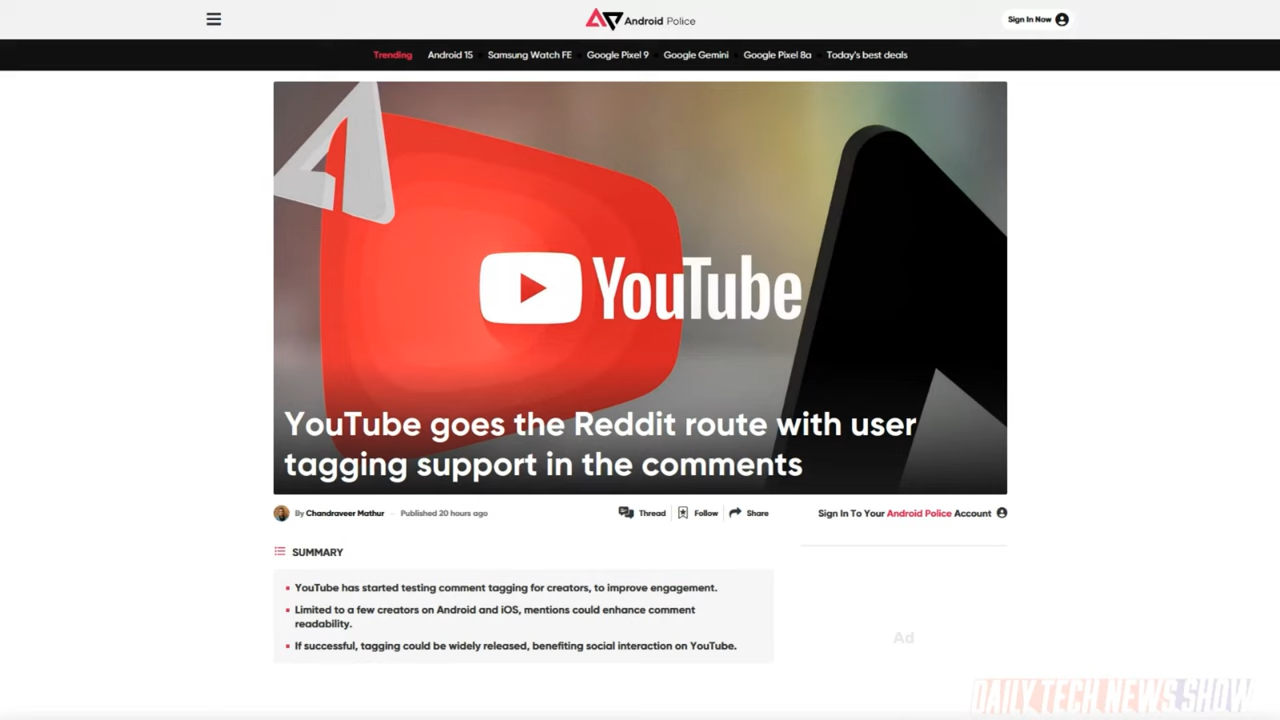 Android Police
Sign In Now
Trending Android 15 Samsung Watch FE Google Pixel 9 Google Gemini Google Pixel 8a Today's best deals
YouTube
YouTube goes the Reddit route with user
tagging support in the comments
By Chandraveer Mathur Published 20 hours ago Thread Follow Share Sign In To Your Android Police Account
SUMMARY
YouTube has started testing comment tagging for creators, to improve engagement.
Limited to a few creators on Android and iOS, mentions could enhance comment
readability.
If successful, tagging could be widely released, benefiting social interaction on YouTube.
Ad
DAILY TECH NEWS SHOW